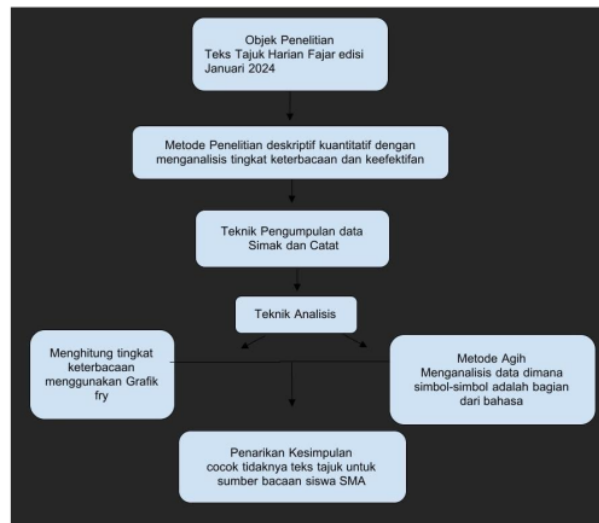 Objek Penelitian
Teks Tajuk Harian Fajar edisi
Januari 2024
Metode Penelitian deskriptif kuantitatif dengan
menganalisis tingkat keterbacaan dan keefektifan
Teknik Pengumpulan data
Simak dan Catat
Teknik Analisis
Menghitung tingkat
keterbacaan
menggunakan Grafik
fry
Metode Agih
Menganalisis data dimana
simbol-simbol adalah bagian
dari bahasa
Penarikan Kesimpulan
cocok tidaknya teks tajuk untuk
sumber bacaan siswa SMA